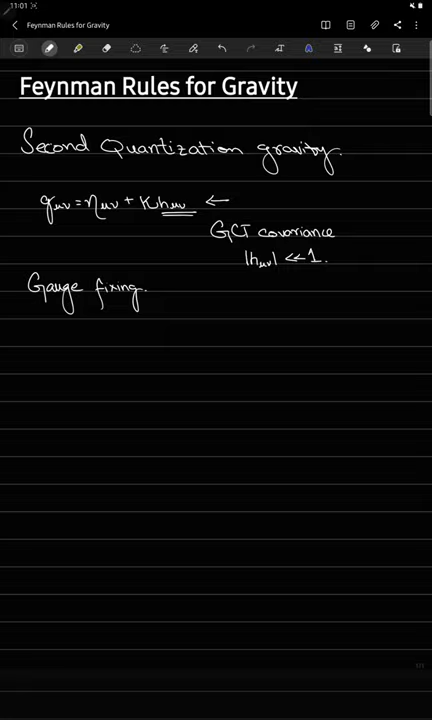 11:01
Feynman Rules for Gravity
Feynman Rules for Gravity
Second Quantization gravity.
gμν = ημν + κhμν ←
GCT covariance
|hμν| << 1.
Gauge fixing.